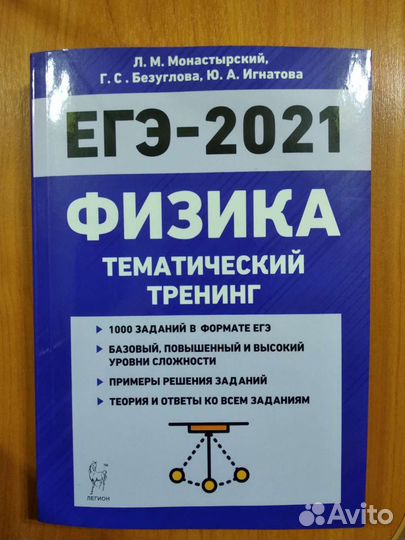 Л. М. Монастырский,
Г. С. Безуглова, Ю. А. Игнатова
ЕГЭ-2021
ФИЗИКА
ТЕМАТИЧЕСКИЙ
ТРЕНИНГ
1000 ЗАДАНИЙ В ФОРМАТЕ ЕГЭ
БАЗОВЫЙ, ПОВЫШЕННЫЙ И ВЫСОКИЙ
УРОВНИ СЛОЖНОСТИ
ПРИМЕРЫ РЕШЕНИЯ ЗАДАНИЙ
ТЕОРИЯ И ОТВЕТЫ КО ВСЕМ ЗАДАНИЯМ
ЛЕГИОН
Avito